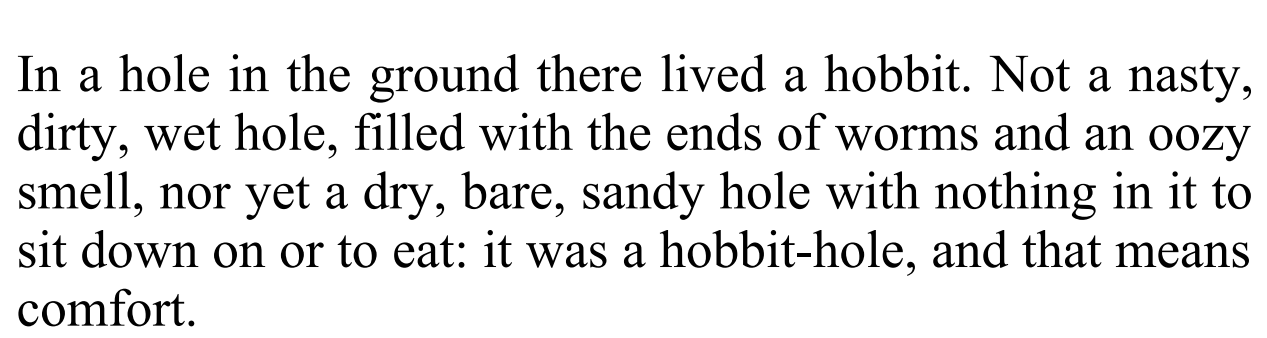 In a hole in the ground there lived a hobbit. Not a nasty,
dirty, wet hole, filled with the ends of worms and an oozy
smell, nor yet a dry, bare, sandy hole with nothing in it to
sit down on or to eat: it was a hobbit-hole, and that means
comfort.